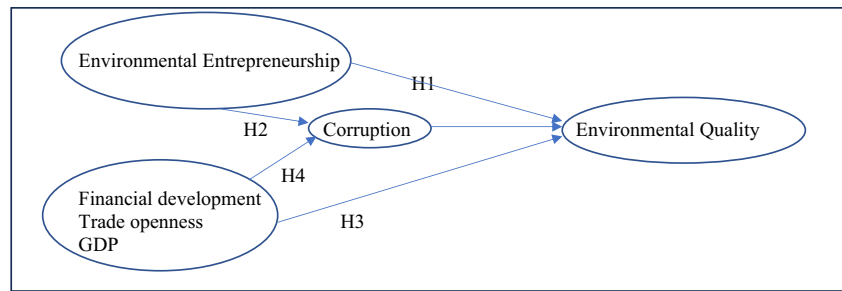 Environmental Entrepreneurship
H1
H2
Corruption
Environmental Quality
H4
Financial development
Trade openness
GDP
H3